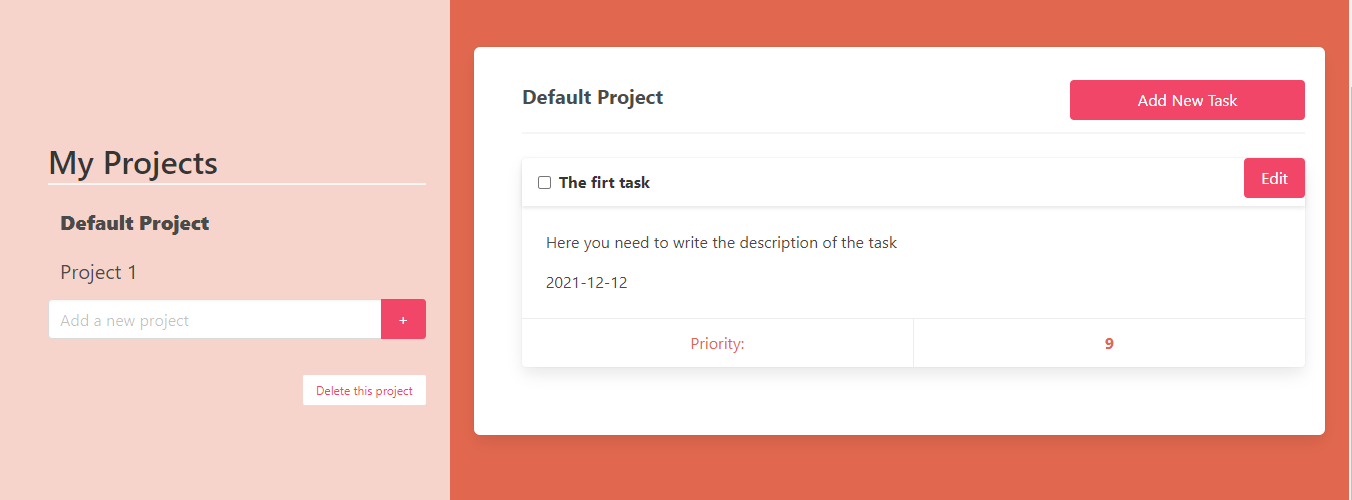 My Projects
Default Project
Project 1
Add a new project
+
Delete this project
Default Project
Add New Task
The firt task
Edit
Here you need to write the description of the task
2021-12-12
Priority:
9